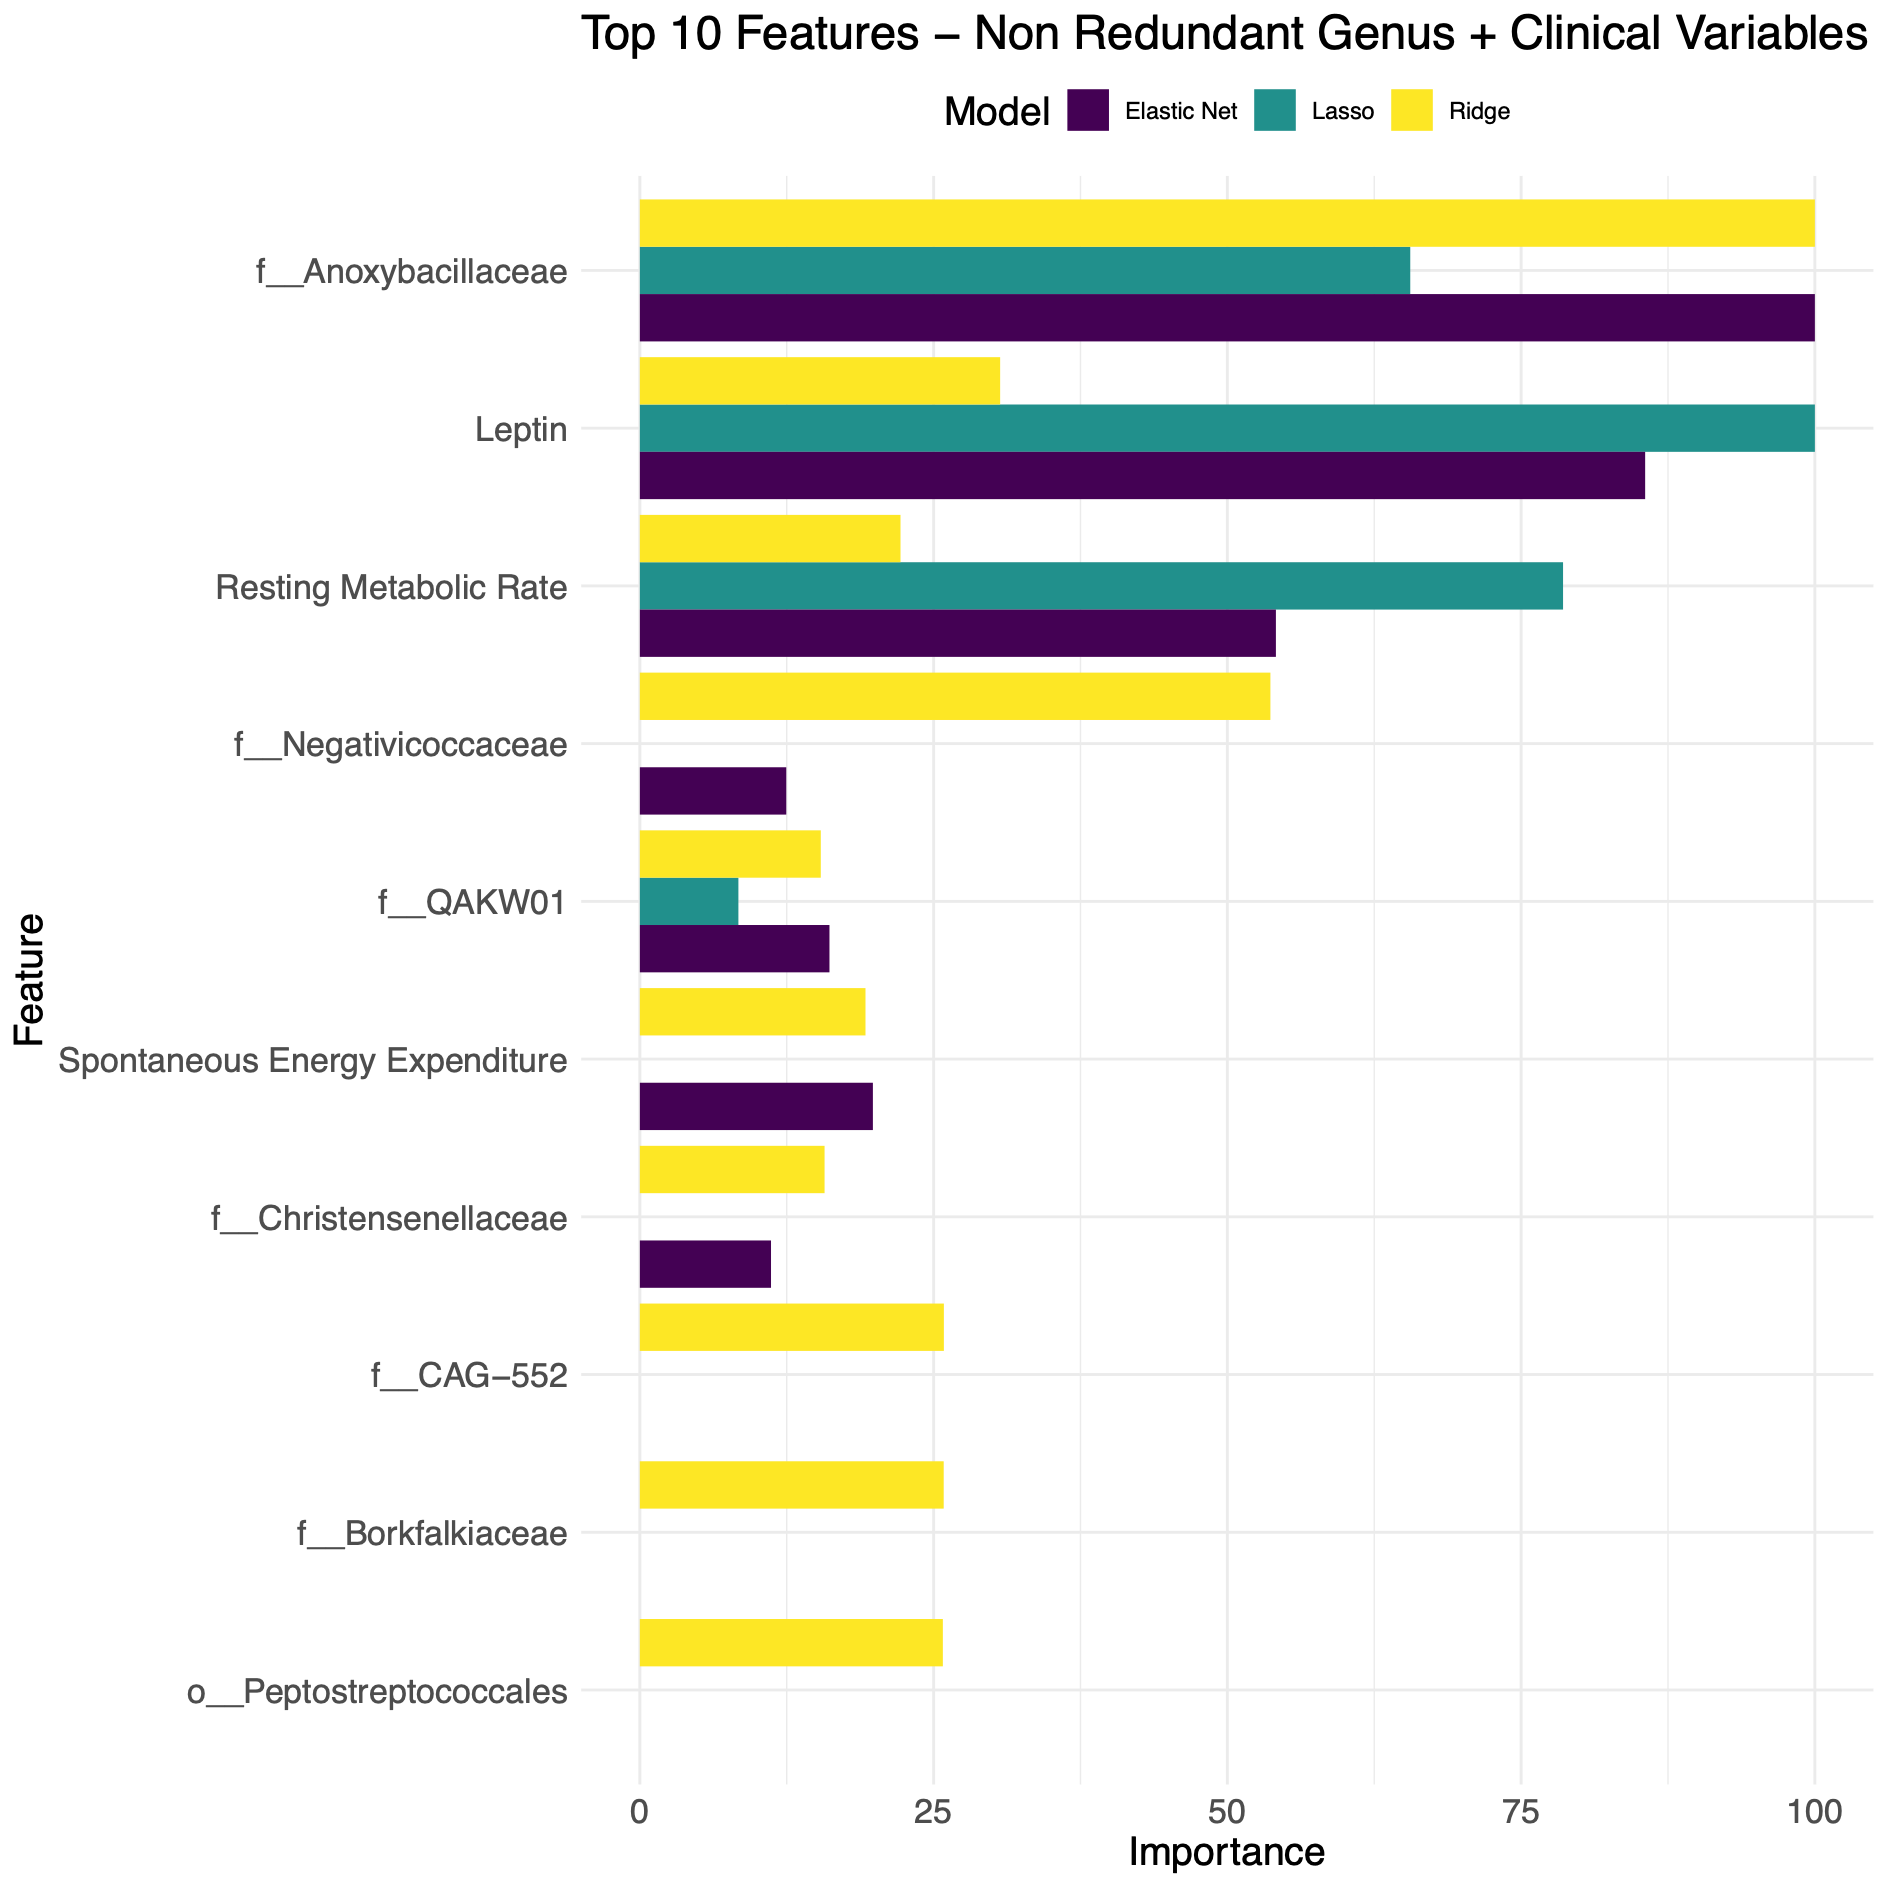 Top 10 Features − Non Redundant Genus + Clinical Variables
Model Elastic Net Lasso Ridge
f__Anoxybacillaceae
Leptin
Resting Metabolic Rate
f__Negativicoccaceae
f__QAKW01
Spontaneous Energy Expenditure
f__Christensenellaceae
f__CAG−552
f__Borkfalkiaceae
o__Peptostreptococcales
Feature
0 25 50 75 100
Importance